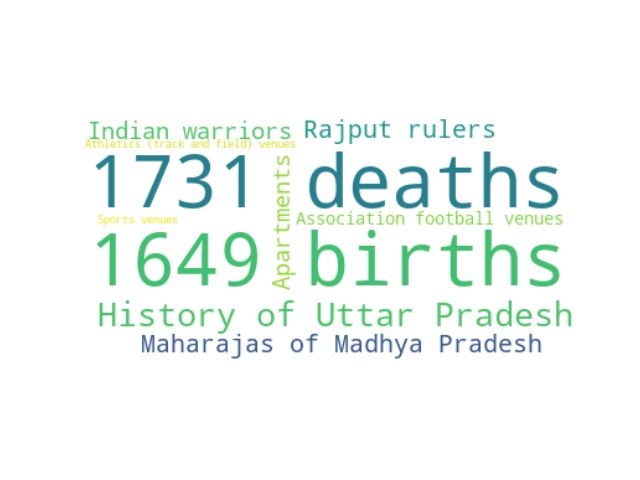 Indian warriors
Rajput rulers
Athletics (track and field) venues
1731 deaths
Apartments
Sports venues
Association football venues
1649 births
History of Uttar Pradesh
Maharajas of Madhya Pradesh